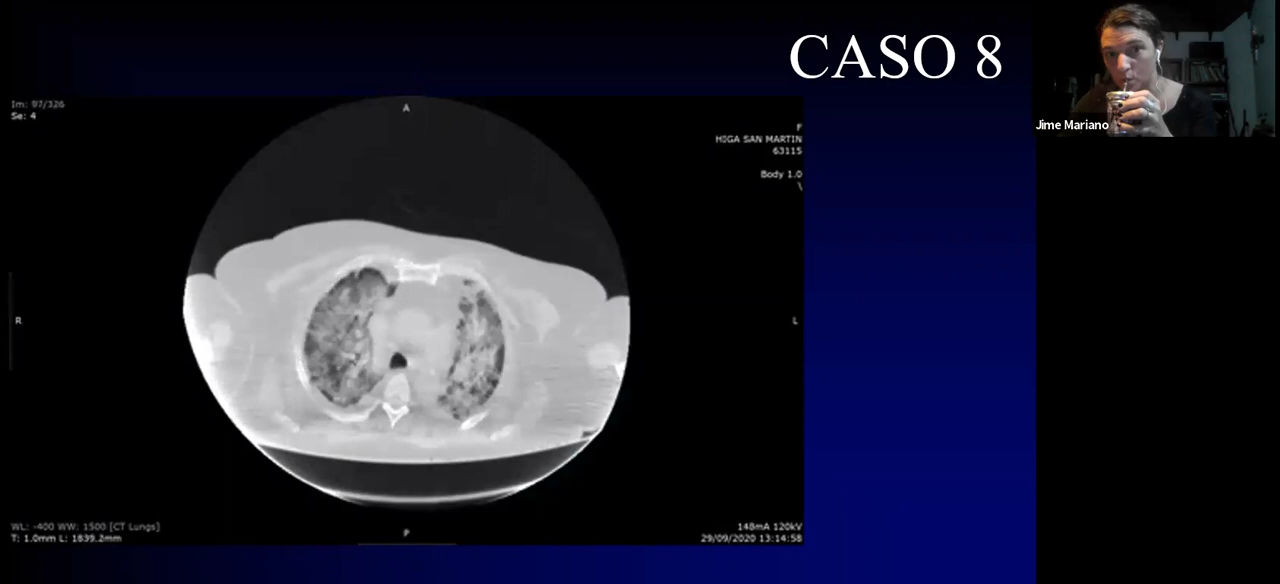 CASO 8
Im: 97/326
Se: 4
A
F
HIGA SAN MARTIN
63115
Body 1.0
\
R
L
WL: -400 WW: 1500 [CT Lungs]
T: 1.0mm L: 1839.2mm
P
148mA 120kV
29/09/2020 13:14:58
Jime Mariano